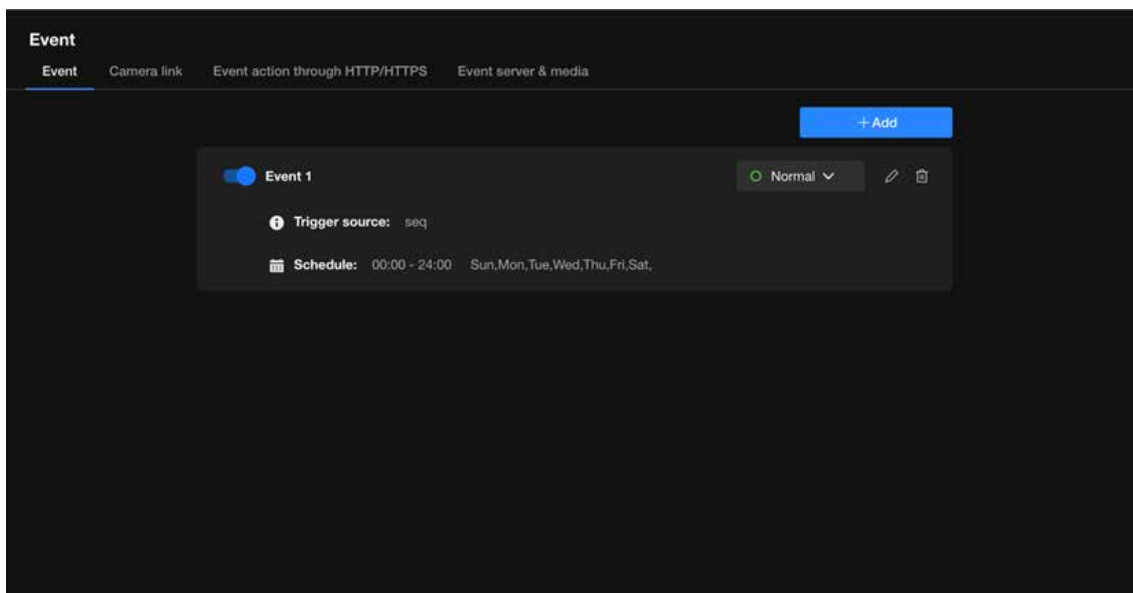 Event
Event Camera link Event action through HTTP/HTTPS Event server & media
+Add
Event 1 Normal
Trigger source: seq
Schedule: 00:00 - 24:00 Sun,Mon,Tue,Wed,Thu,Fri,Sat,